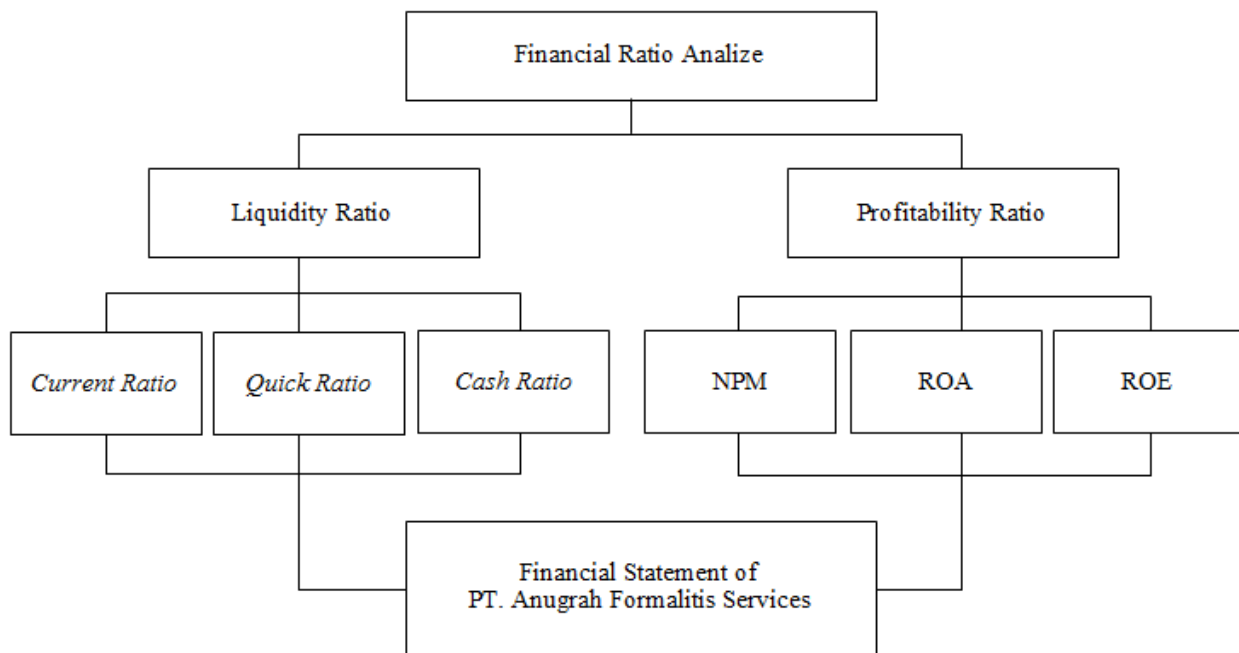 Financial Ratio Analize
Liquidity Ratio
Profitability Ratio
Current Ratio
Quick Ratio
Cash Ratio
NPM
ROA
ROE
Financial Statement of
PT. Anugrah Formalitis Services